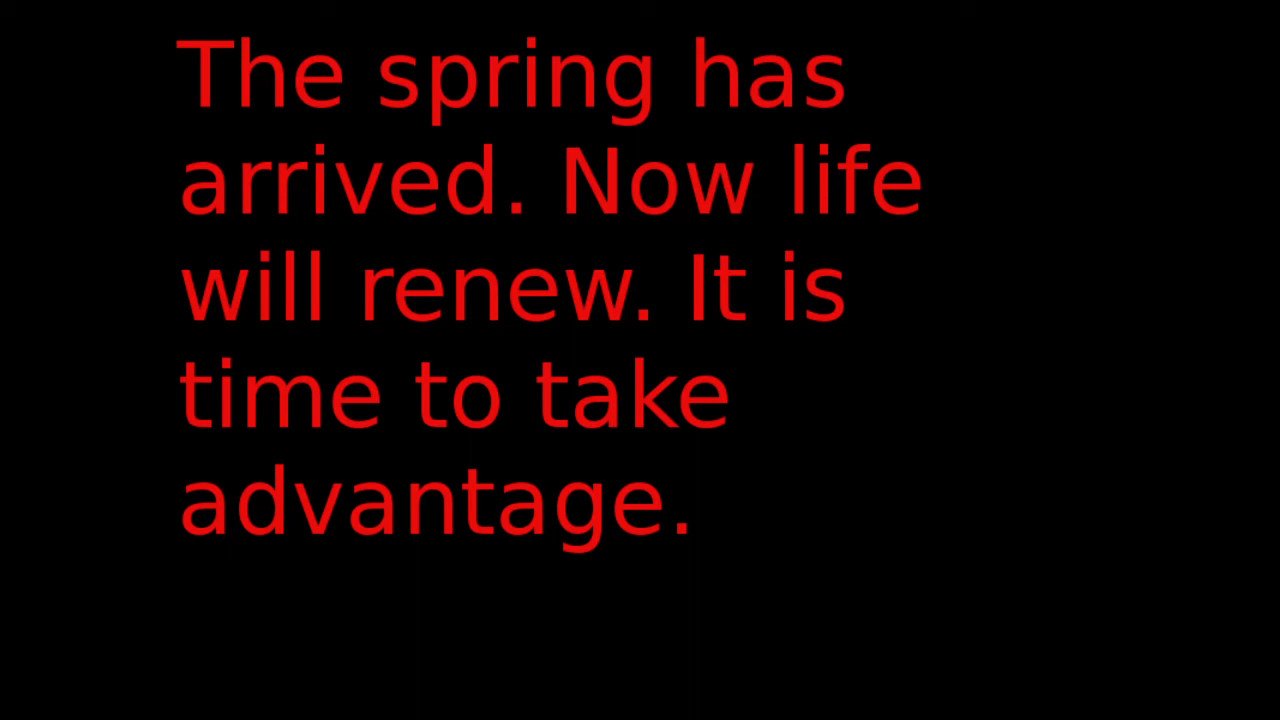 The spring has
arrived. Now life
will renew. It is
time to take
advantage.